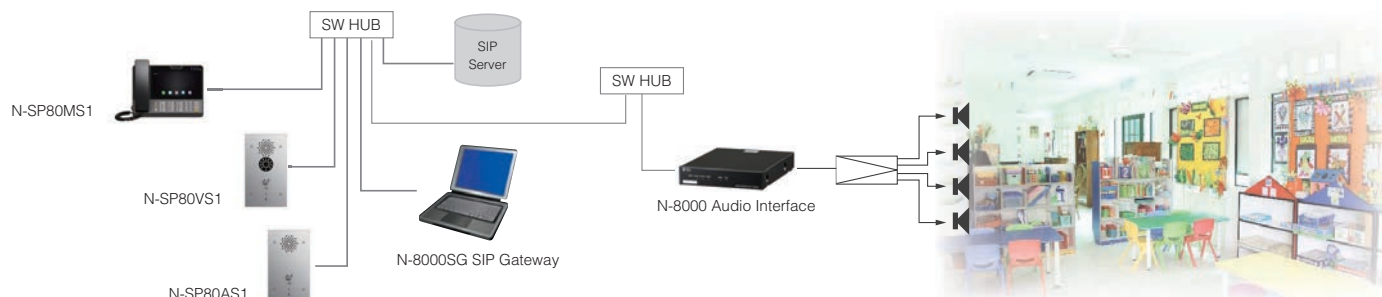 SW HUB
SIP
Server
N-SP80MS1
SW HUB
N-SP80VS1
N-8000 Audio Interface
N-8000SG SIP Gateway
N-SP80AS1